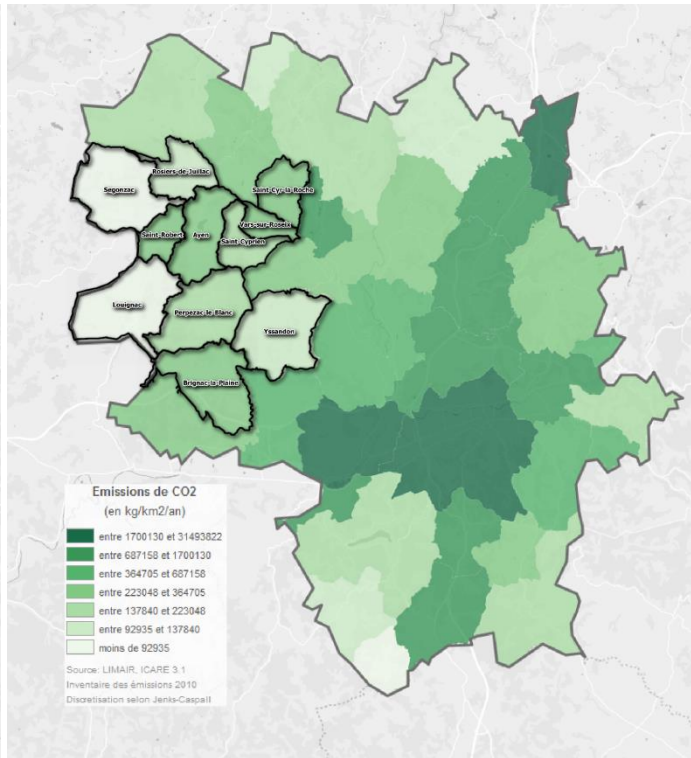 Rosiers-de-Juillac
Segonzac
Saint-Cyr-la-Roche
Vars-sur-Roseix
Saint-Robert
Ayen
Saint-Cyprien
Louignac
Perpezac-le-Blanc
Yssandon
Brignac-la-Plaine
Emissions de CO2
(en kg/km2/an)
entre 1700130 et 31493822
entre 687158 et 1700130
entre 364705 et 687158
entre 223048 et 364705
entre 137840 et 223048
entre 92935 et 137840
moins de 92935
Source: LIMAIR, ICARE 3.1
Inventaire des émissions 2010
Discretisation selon Jenks-Caspall